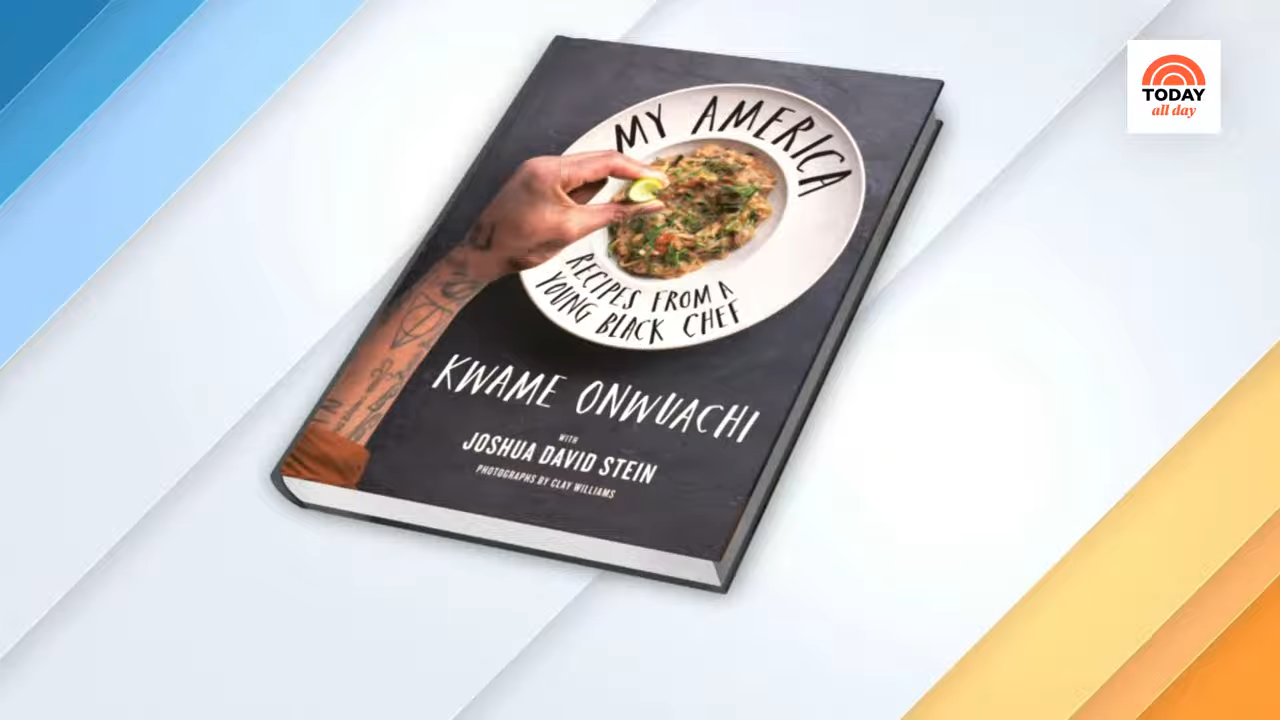 TODAY
all day
MY AMERICA
RECIPES FROM A
YOUNG BLACK CHEF
KWAME ONWUACHI
WITH
JOSHUA DAVID STEIN
PHOTOGRAPHS BY CLAY WILLIAMS